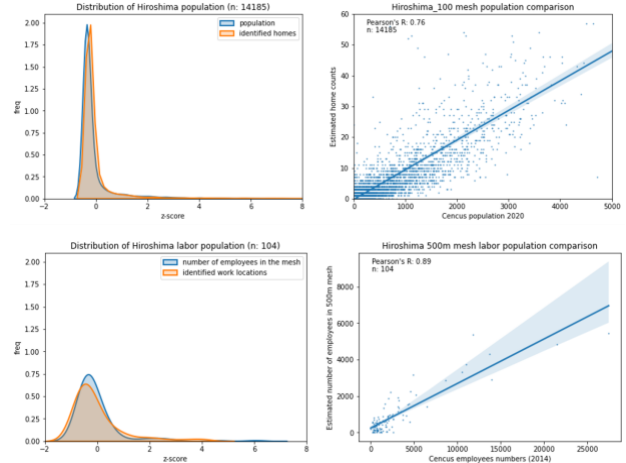 Distribution of Hiroshima population (n: 14185)
population
identified homes
2.00
1.75
1.50
1.25
1.00
0.75
0.50
0.25
0.00
freq
−2
0
2
4
6
8
z-score
Hiroshima_100 mesh population comparison
Pearson's R: 0.76
n: 14185
60
50
40
30
20
10
0
Estimated home counts
0
1000
2000
3000
4000
5000
Cencus population 2020
Distribution of Hiroshima labor population (n: 104)
number of employees in the mesh
identified work locations
2.00
1.75
1.50
1.25
1.00
0.75
0.50
0.25
0.00
freq
−2
0
2
4
6
8
z-score
Hiroshima 500m mesh labor population comparison
Pearson's R: 0.89
n: 104
8000
6000
4000
2000
0
Estimated number of employees in 500m mesh
0
5000
10000
15000
20000
25000
Cencus employees numbers (2014)